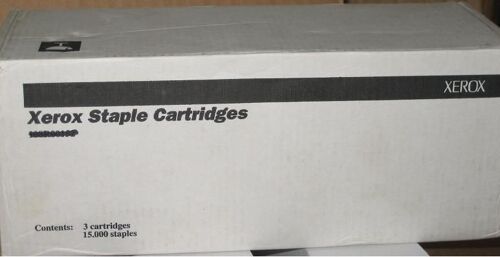 XEROX
Xerox Staple Cartridges
Contents: 3 cartridges
15,000 staples